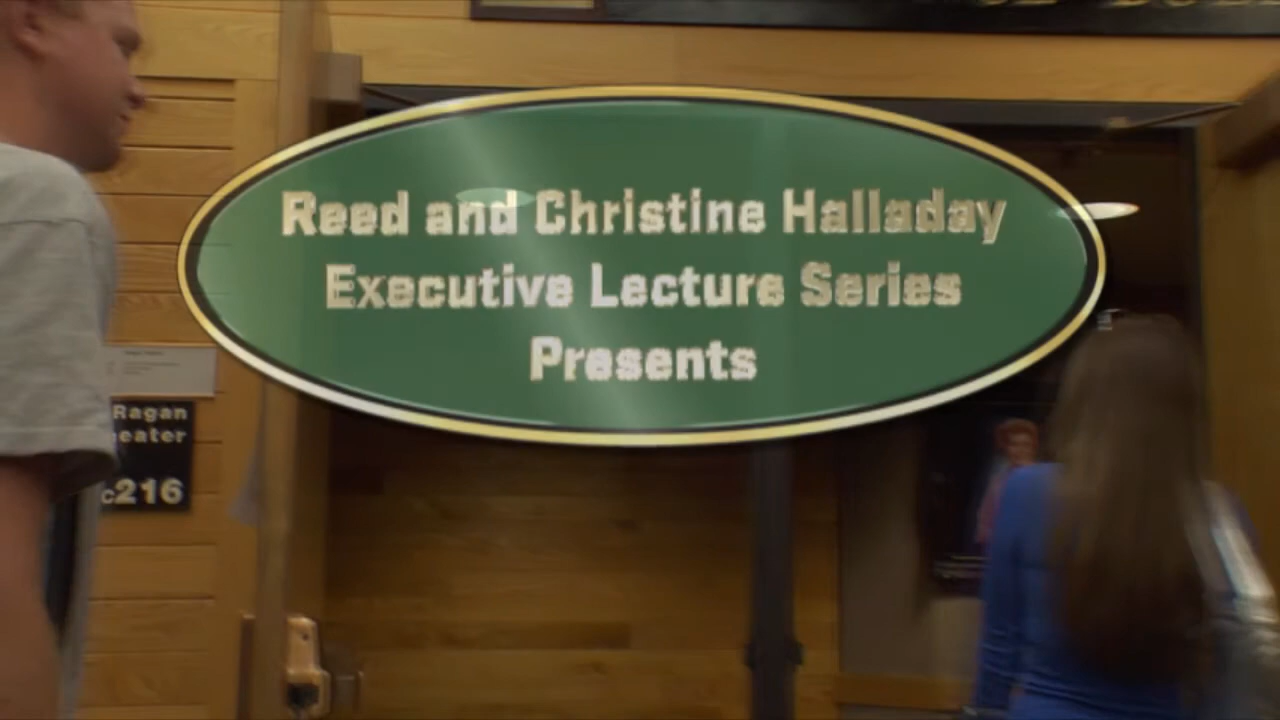 Reed and Christine Halladay
Executive Lecture Series
Presents
Ragan
eater
c216